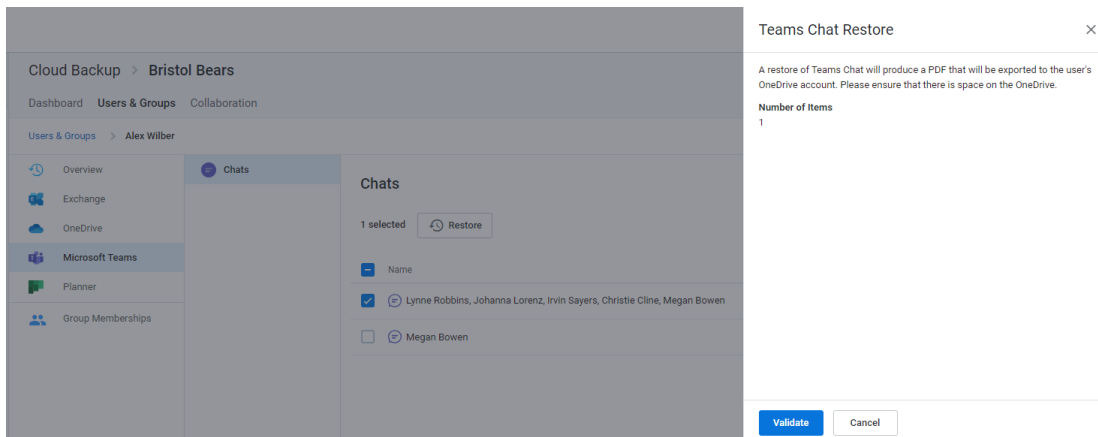 Cloud Backup > Bristol Bears
Dashboard Users & Groups Collaboration
Users & Groups > Alex Wilber
Overview
Exchange
OneDrive
Microsoft Teams
Planner
Group Memberships
Chats
Chats
1 selected Restore
Name
Lynne Robbins, Johanna Lorenz, Irvin Sayers, Christie Cline, Megan Bowen
Megan Bowen
Teams Chat Restore
A restore of Teams Chat will produce a PDF that will be exported to the user's
OneDrive account. Please ensure that there is space on the OneDrive.
Number of Items
1
Validate Cancel